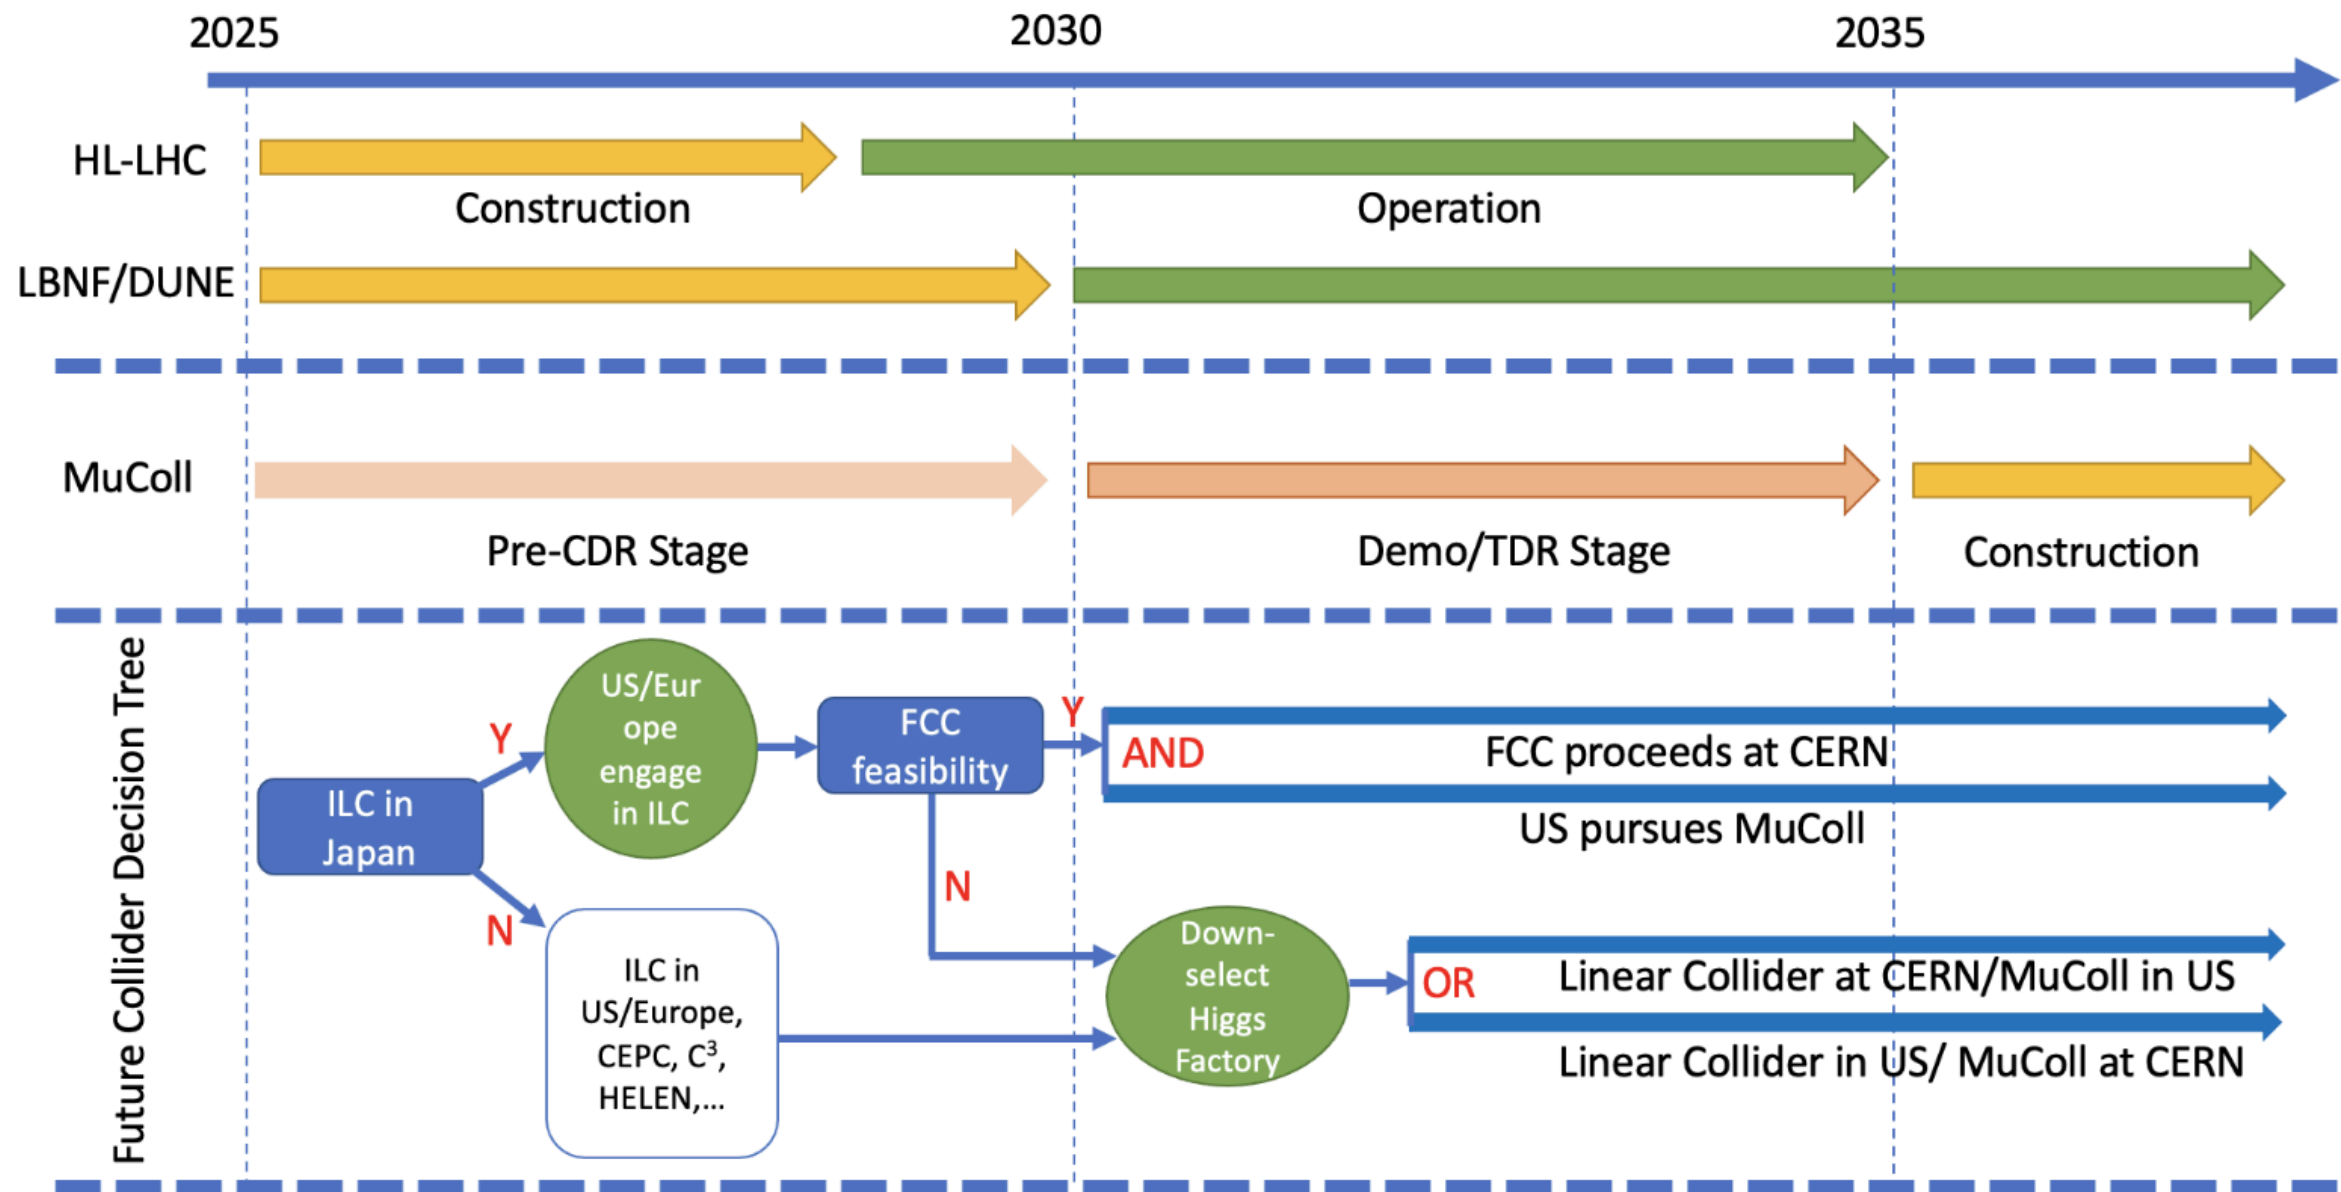 2025
2030
2035
HL-LHC
Construction
Operation
LBNF/DUNE
MuColl
Pre-CDR Stage
Demo/TDR Stage
Construction
Future Collider Decision Tree
ILC in
Japan
Y
N
US/Eur
ope
engage
in ILC
FCC
feasibility
Y
N
AND
FCC proceeds at CERN
US pursues MuColl
ILC in
US/Europe,
CEPC, C³,
HELEN,...
Down-
select
Higgs
Factory
OR
Linear Collider at CERN/MuColl in US
Linear Collider in US/ MuColl at CERN